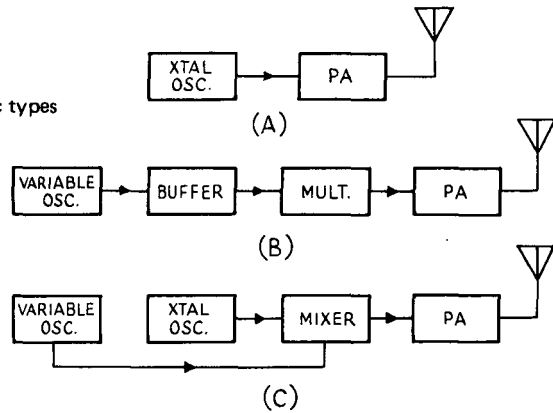 XTAL
OSC.
PA
(A)
types
VARIABLE
OSC.
BUFFER
MULT.
PA
(B)
VARIABLE
OSC.
XTAL
OSC.
MIXER
PA
(C)